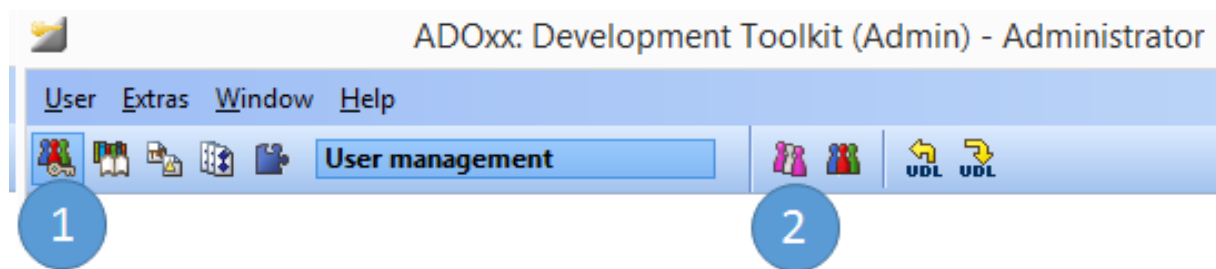 ADOxx: Development Toolkit (Admin) - Administrator
User Extras Window Help
User management UDL UDL
1 2